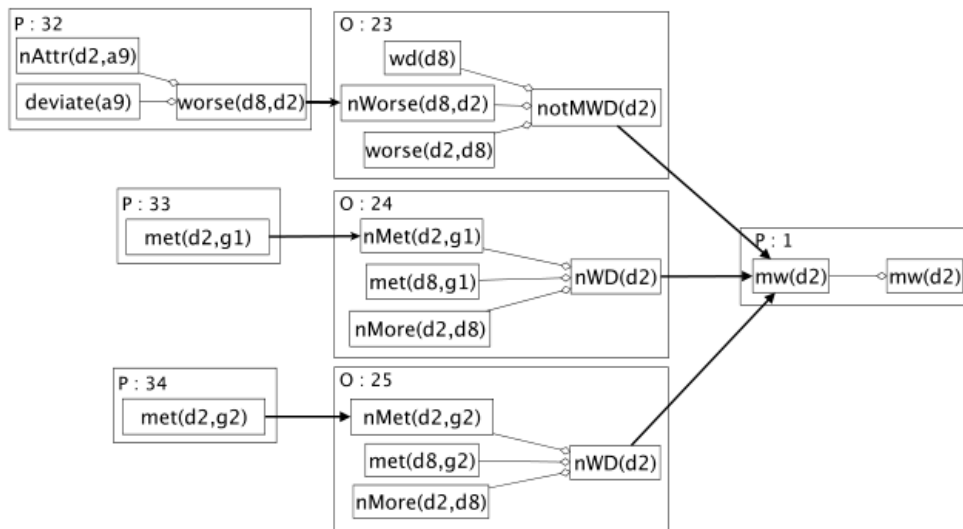 P : 32
nAttr(d2,a9)
deviate(a9)
worse(d8,d2)
O : 23
wd(d8)
nWorse(d8,d2)
worse(d2,d8)
notMWD(d2)
P : 33
met(d2,g1)
O : 24
nMet(d2,g1)
met(d8,g1)
nMore(d2,d8)
nWD(d2)
P : 1
mw(d2)
mw(d2)
P : 34
met(d2,g2)
O : 25
nMet(d2,g2)
met(d8,g2)
nMore(d2,d8)
nWD(d2)